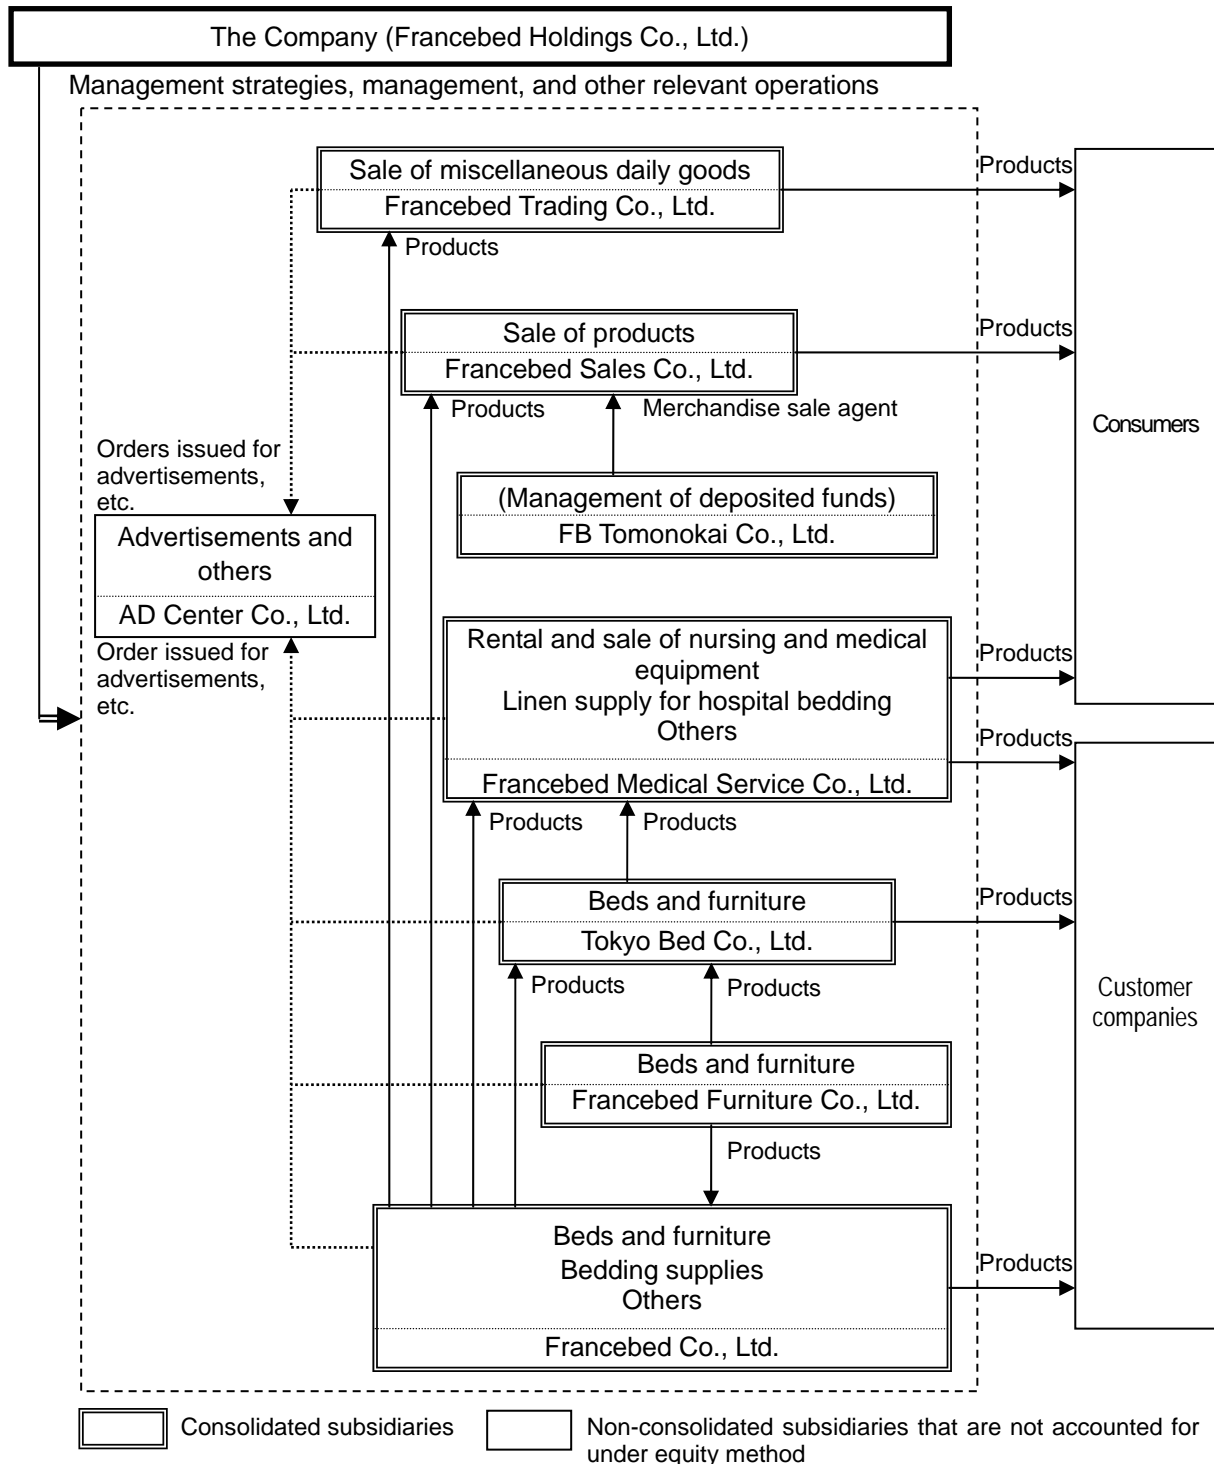 The Company (Francebed Holdings Co., Ltd.)
Management strategies, management, and other relevant operations
Sale of miscellaneous daily goods
Francebed Trading Co., Ltd.
Products
Products
Sale of products
Francebed Sales Co., Ltd.
Products
Products
Merchandise sale agent
Consumers
Orders issued for
advertisements,
etc.
(Management of deposited funds)
FB Tomonokai Co., Ltd.
Advertisements and
others
AD Center Co., Ltd.
Order issued for
advertisements,
etc.
Rental and sale of nursing and medical
equipment
Linen supply for hospital bedding
Others
Francebed Medical Service Co., Ltd.
Products
Products
Products
Products
Beds and furniture
Tokyo Bed Co., Ltd.
Products
Products
Products
Customer
companies
Beds and furniture
Francebed Furniture Co., Ltd.
Products
Beds and furniture
Bedding supplies
Others
Francebed Co., Ltd.
Products
Consolidated subsidiaries
Non-consolidated subsidiaries that are not accounted for
under equity method